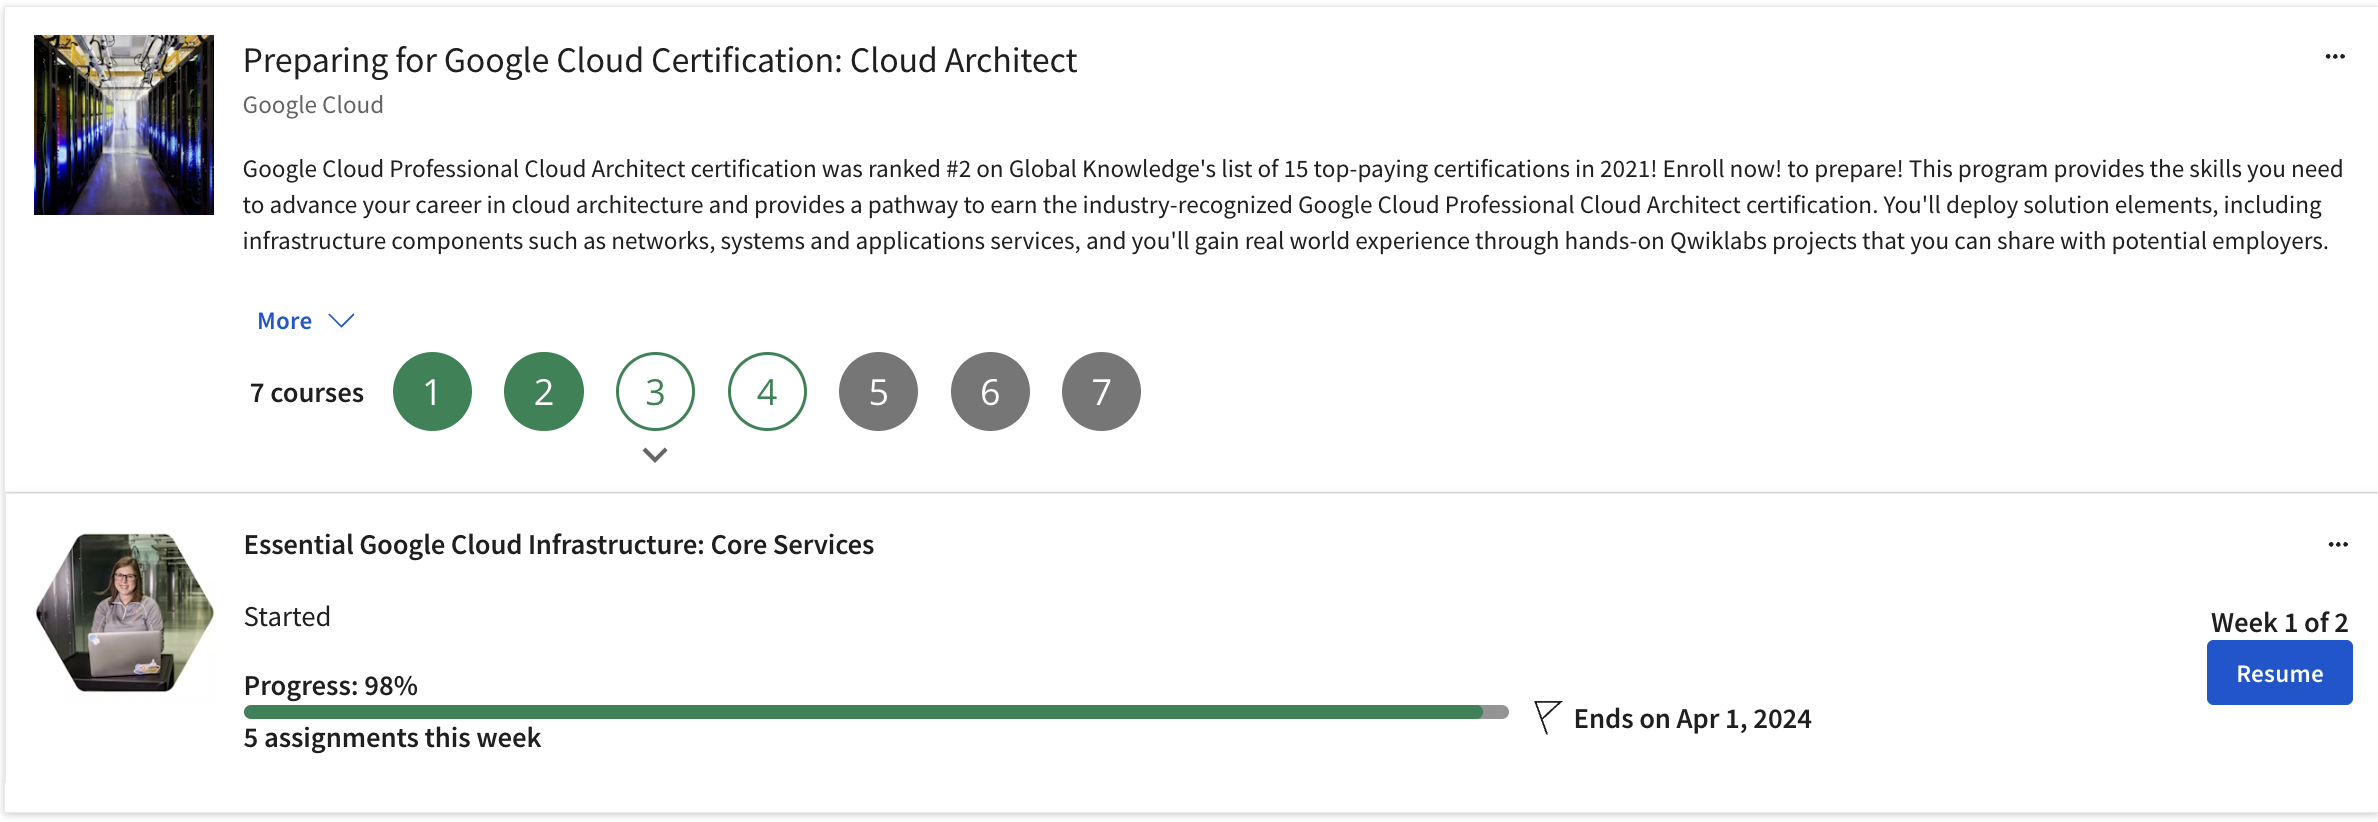 Preparing for Google Cloud Certification: Cloud Architect
...
Google Cloud
Google Cloud Professional Cloud Architect certification was ranked #2 on Global Knowledge's list of 15 top-paying certifications in 2021! Enroll now! to prepare! This program provides the skills you need
to advance your career in cloud architecture and provides a pathway to earn the industry-recognized Google Cloud Professional Cloud Architect certification. You'll deploy solution elements, including
infrastructure components such as networks, systems and applications services, and you'll gain real world experience through hands-on Qwiklabs projects that you can share with potential employers.
More
7 courses 1 2 3 4 5 6 7
Essential Google Cloud Infrastructure: Core Services
...
Started
Week 1 of 2
Resume
Progress: 98%
Ends on Apr 1, 2024
5 assignments this week